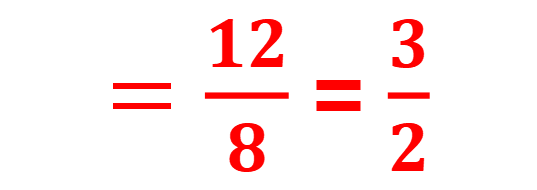 = 12/8 = 3/2